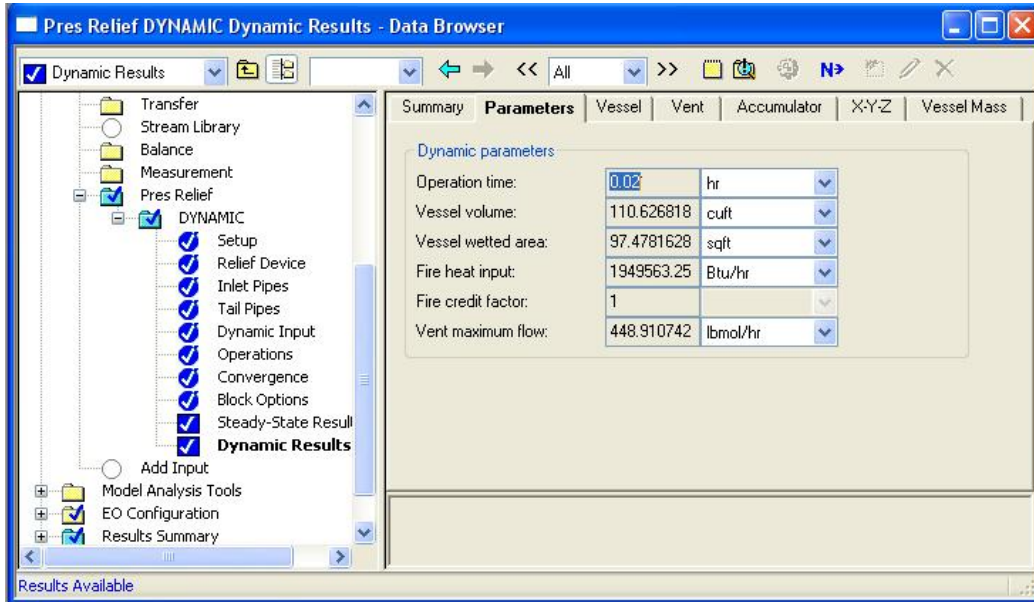 Pres Relief DYNAMIC Dynamic Results - Data Browser
Dynamic Results
<< All >>
N
Transfer
Stream Library
Balance
Measurement
Pres Relief
DYNAMIC
Setup
Relief Device
Inlet Pipes
Tail Pipes
Dynamic Input
Operations
Convergence
Block Options
Steady-State Resul
Dynamic Results
Add Input
Model Analysis Tools
EO Configuration
Results Summary
Summary Parameters Vessel Vent Accumulator X-Y-Z Vessel Mass
Dynamic parameters
Operation time: 0.02 hr
Vessel volume: 110.626818 cuft
Vessel wetted area: 97.4781628 sqft
Fire heat input: 1949563.25 Btu/hr
Fire credit factor: 1
Vent maximum flow: 448.910742 lbmol/hr
Results Available